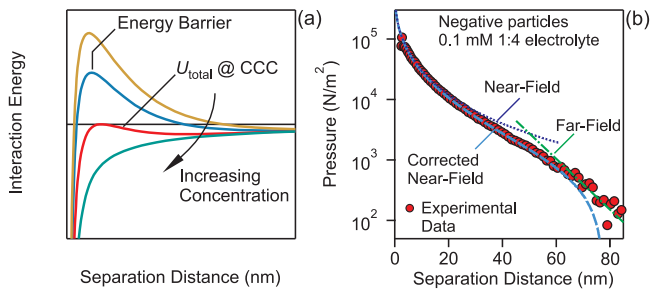 (a)
Energy Barrier
Utotal @ CCC
Increasing
Concentration
Interaction Energy
Separation Distance (nm)
(b)
Negative particles
0.1 mM 1:4 electrolyte
Near-Field
Far-Field
Corrected
Near-Field
Experimental
Data
Pressure (N/m²)
10⁵
10⁴
10³
10²
0 20 40 60 80
Separation Distance (nm)